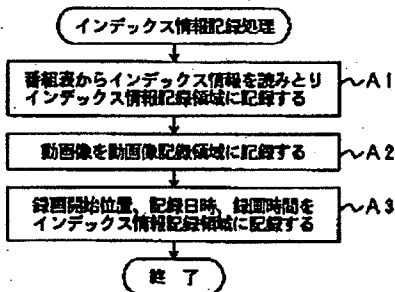 インデックス情報記録処理
番組表からインデックス情報を読みとり
インデックス情報記録領域に記録する
~A1
動画像を動画像記録領域に記録する
~A2
録画開始位置、記録日時、録画時間を
インデックス情報記録領域に記録する
~A3
終了